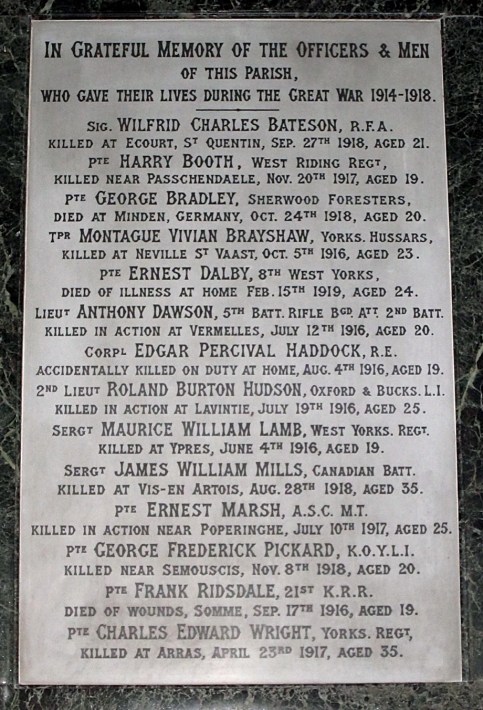 IN GRATEFUL MEMORY OF THE OFFICERS & MEN
OF THIS PARISH,
WHO GAVE THEIR LIVES DURING THE GREAT WAR 1914-1918.
SIG. WILFRID CHARLES BATESON, R.F.A.
KILLED AT ECOURT, ST QUENTIN, SEP. 27TH 1918, AGED 21.
PTE HARRY BOOTH, WEST RIDING REGT,
KILLED NEAR PASSCHENDAELE, NOV. 20TH 1917, AGED 19.
PTE GEORGE BRADLEY, SHERWOOD FORESTERS,
DIED AT MINDEN, GERMANY, OCT. 24TH 1918, AGED 20.
TPR MONTAGUE VIVIAN BRAYSHAW, YORKS. HUSSARS,
KILLED AT NEVILLE ST VAAST, OCT. 5TH 1916, AGED 23.
PTE ERNEST DALBY, 8TH WEST YORKS,
DIED OF ILLNESS AT HOME FEB. 15TH 1919, AGED 24.
LIEUT ANTHONY DAWSON, 5TH BATT. RIFLE BGD. ATT. 2ND BATT.
KILLED IN ACTION AT VERMELLES, JULY 12TH 1916, AGED 20.
CORPL EDGAR PERCIVAL HADDOCK, R.E.
ACCIDENTALLY KILLED ON DUTY AT HOME, AUG. 4TH 1916, AGED 19.
2ND LIEUT ROLAND BURTON HUDSON, OXFORD & BUCKS. L.I.
KILLED IN ACTION AT LAVINTIE, JULY 19TH 1916, AGED 25.
SERGT MAURICE WILLIAM LAMB, WEST YORKS. REGT.
KILLED AT YPRES, JUNE 4TH 1916, AGED 19.
SERGT JAMES WILLIAM MILLS, CANADIAN BATT.
KILLED AT VIS-EN ARTOIS, AUG. 28TH 1918, AGED 35.
PTE ERNEST MARSH, A.S.C. M.T.
KILLED IN ACTION NEAR POPERINGHE, JULY 10TH 1917, AGED 25.
PTE GEORGE FREDERICK PICKARD, K.O.Y.L.I.
KILLED NEAR SEMOUSCIS, NOV. 8TH 1918, AGED 20.
PTE FRANK RIDSDALE, 21ST K.R.R.
DIED OF WOUNDS, SOMME, SEP. 17TH 1916, AGED 19.
PTE CHARLES EDWARD WRIGHT, YORKS. REGT,
KILLED AT ARRAS, APRIL 23RD 1917, AGED 35.